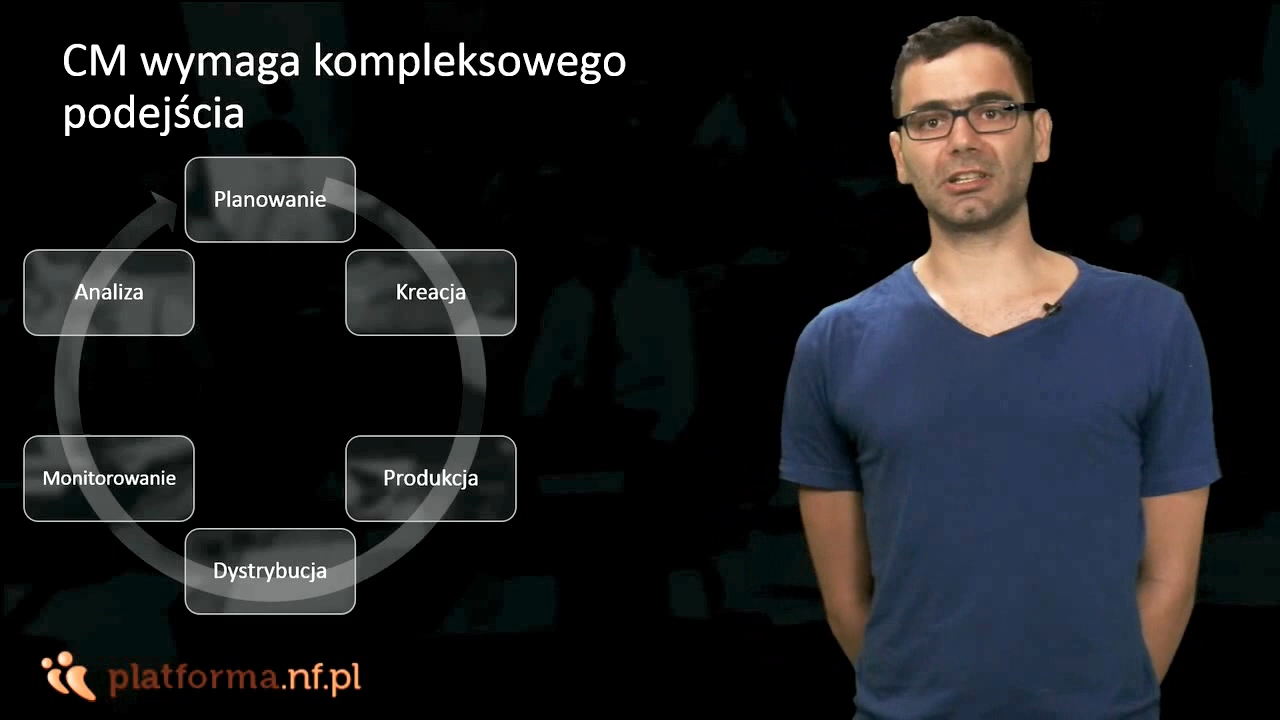 CM wymaga kompleksowego
podejścia
Planowanie
Analiza
Kreacja
Monitorowanie
Produkcja
Dystrybucja
platforma.nf.pl